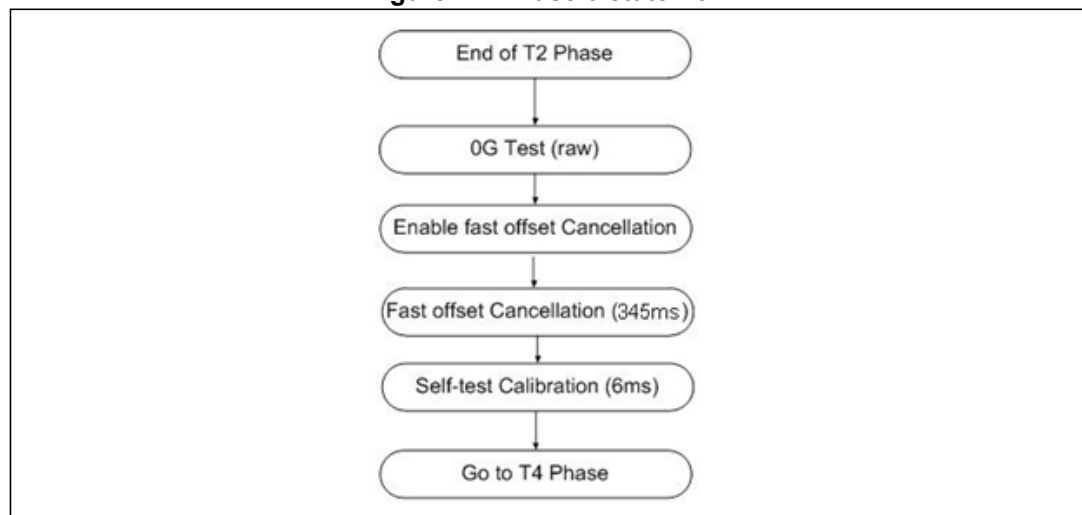 End of T2 Phase
0G Test (raw)
Enable fast offset Cancellation
Fast offset Cancellation (345ms)
Self-test Calibration (6ms)
Go to T4 Phase